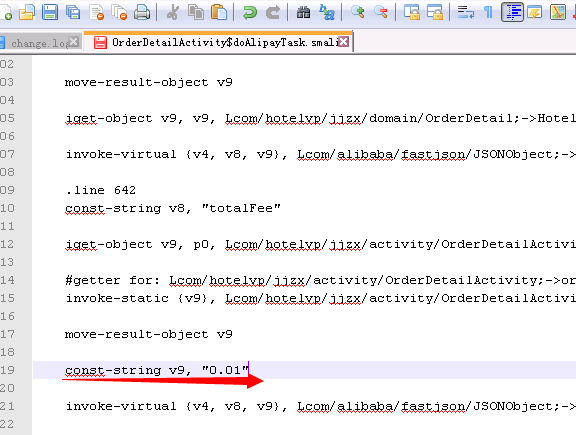 change.log
OrderDetailActivity$doAlipayTask.smali
02
03 move-result-object v9
04
05 iget-object v9, v9, Lcom/hotelvp/jjzx/domain/OrderDetail;->Hotel
06
07 invoke-virtual {v4, v8, v9}, Lcom/alibaba/fastjson/JSONObject;->
08
09 .line 642
10 const-string v8, "totalFee"
11
12 iget-object v9, p0, Lcom/hotelvp/jjzx/activity/OrderDetailActivi
13
14 #getter for: Lcom/hotelvp/jjzx/activity/OrderDetailActivity;->or
15 invoke-static {v9}, Lcom/hotelvp/jjzx/activity/OrderDetailActivi
16
17 move-result-object v9
18
19 const-string v9, "0.01"
20
21 invoke-virtual {v4, v8, v9}, Lcom/alibaba/fastjson/JSONObject;->
22